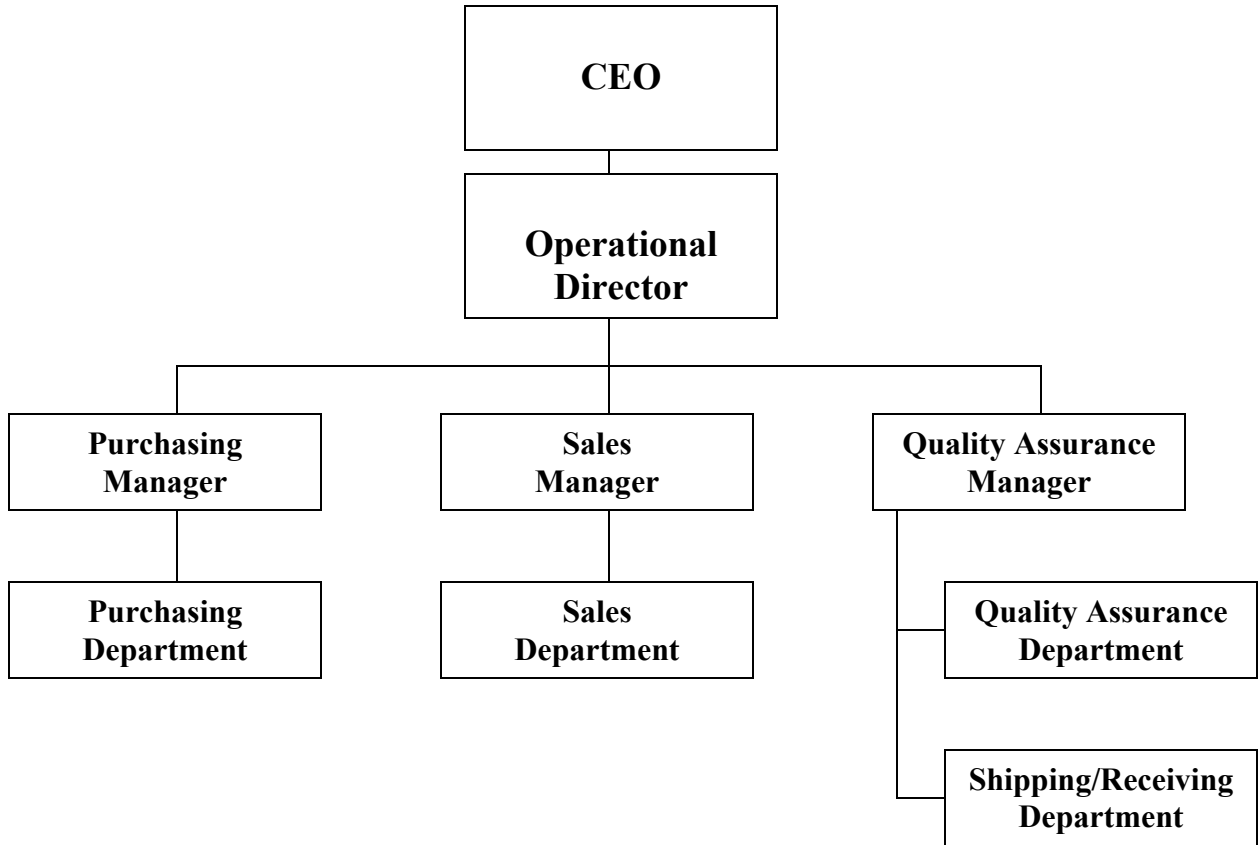 CEO
Operational
Director
Purchasing
Manager
Sales
Manager
Quality Assurance
Manager
Purchasing
Department
Sales
Department
Quality Assurance
Department
Shipping/Receiving
Department